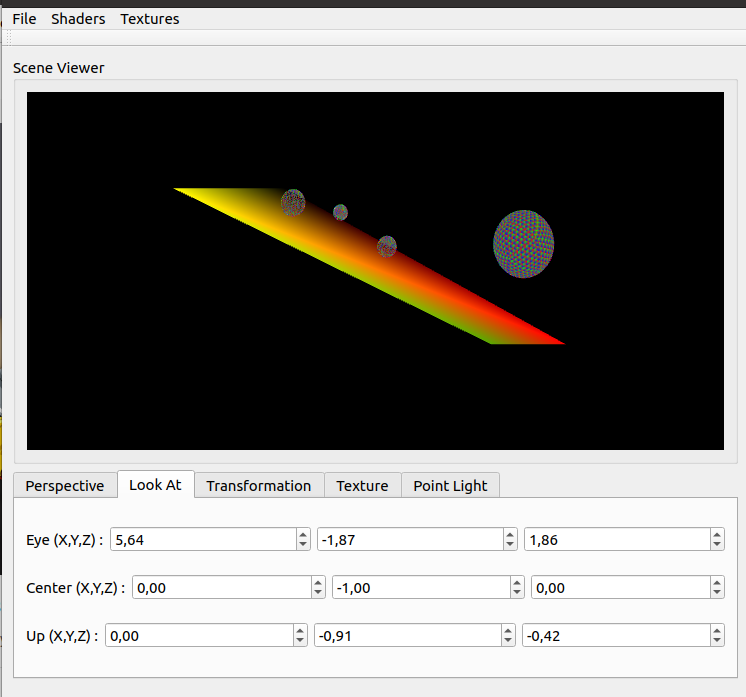 File Shaders Textures
Scene Viewer
Perspective Look At Transformation Texture Point Light
Eye (X,Y,Z) : 5,64 -1,87 1,86
Center (X,Y,Z) : 0,00 -1,00 0,00
Up (X,Y,Z) : 0,00 -0,91 -0,42